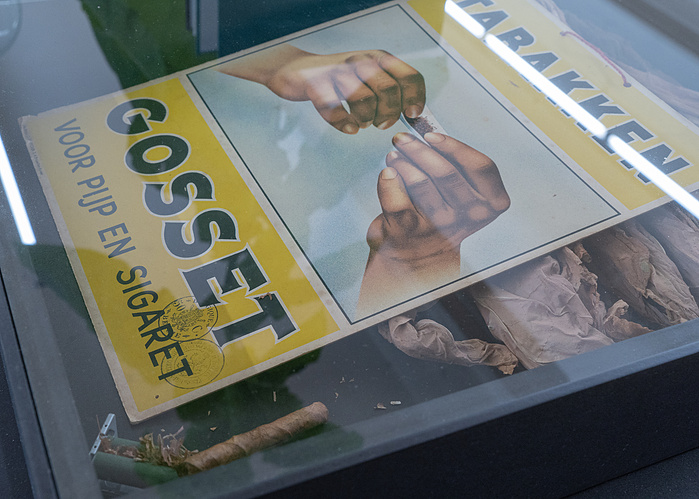 TABAKKEN
GOSSET
VOOR PIJP EN SIGARET